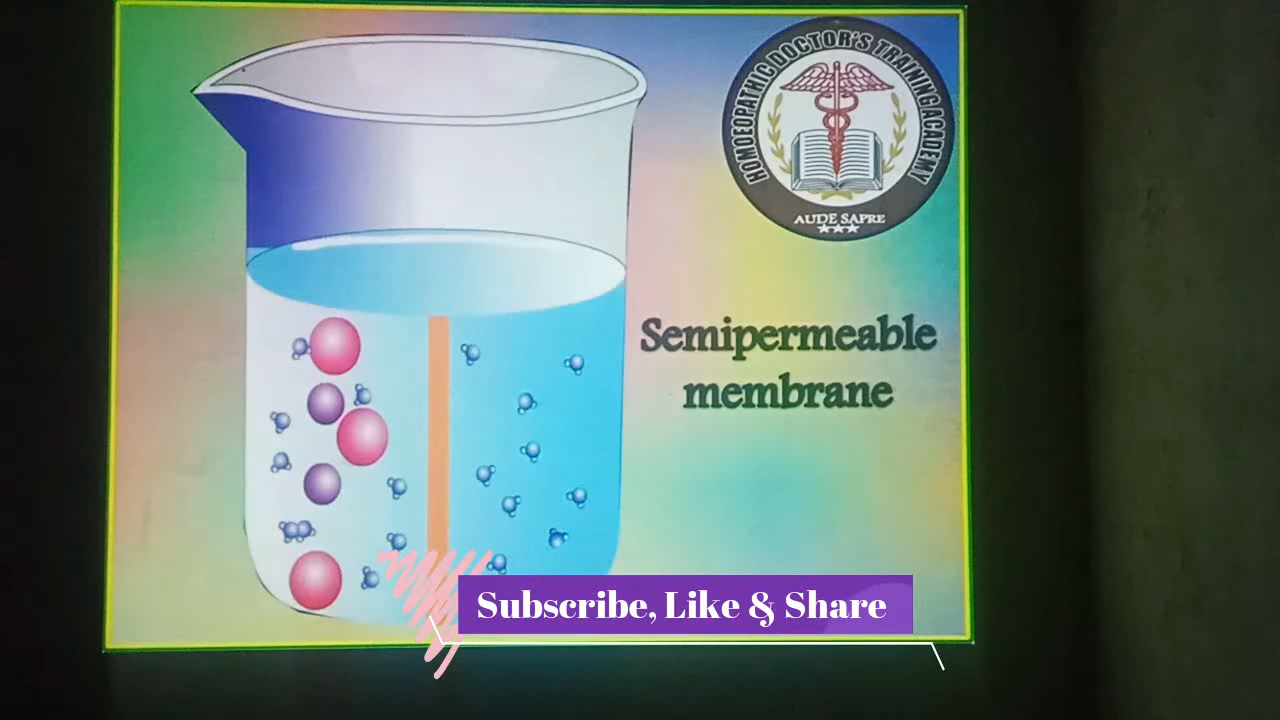 HOMOEOPATHIC DOCTOR'S TRAINING ACADEMY
AUDE SAPRE
Semipermeable
membrane
Subscribe, Like & Share